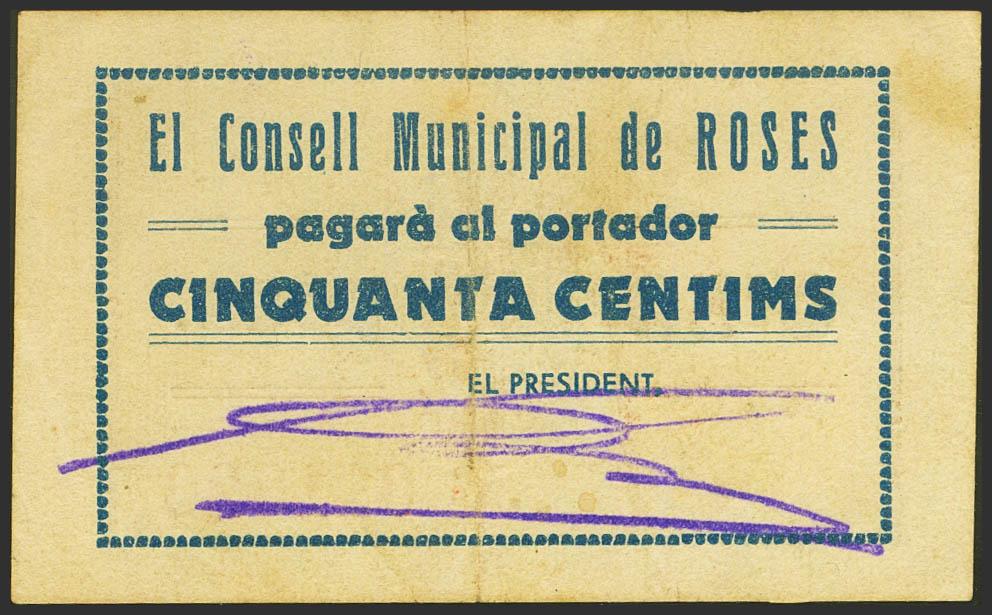 El Consell Municipal de ROSES
pagarà al portador
CINQUANTA CENTIMS
EL PRESIDENT,